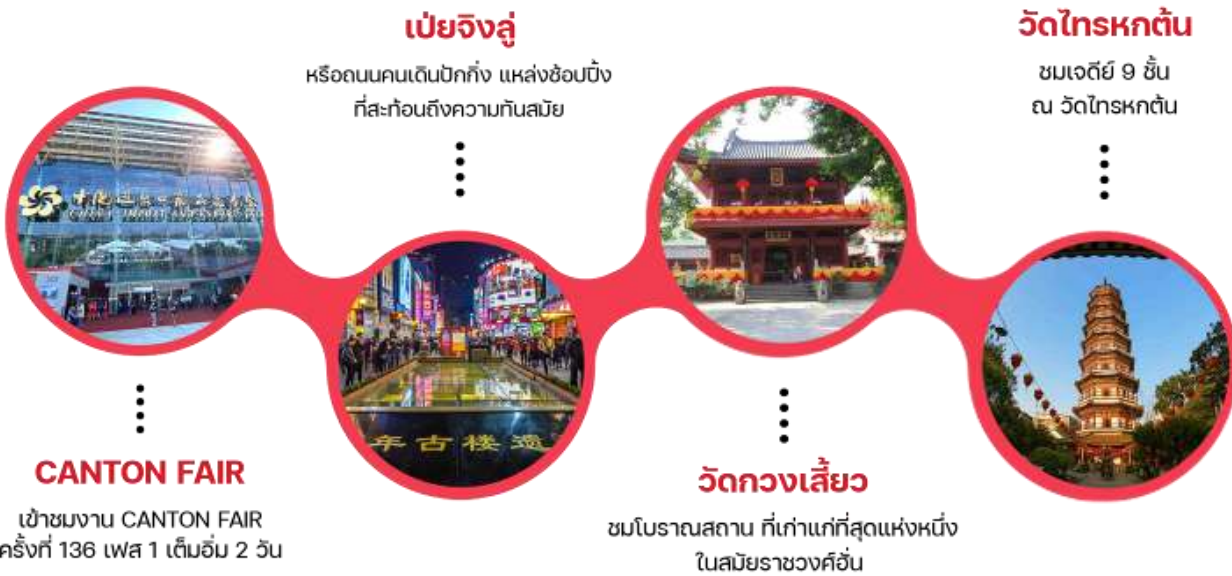 เป่ยจิงลู่
หรือถนนคนเดินปักกิ่ง แหล่งช้อปปิ้ง
ที่สะท้อนถึงความทันสมัย
วัดไทรหกต้น
ชมเจดีย์ 9 ชั้น
ณ วัดไทรหกต้น
年古楼遗
CANTON FAIR
เข้าชมงาน CANTON FAIR
ครั้งที่ 136 เฟส 1 เต็มอิ่ม 2 วัน
วัดกวงเสี้ยว
ชมโบราณสถาน ที่เก่าแก่ที่สุดแห่งหนึ่ง
ในสมัยราชวงศ์ฮั่น